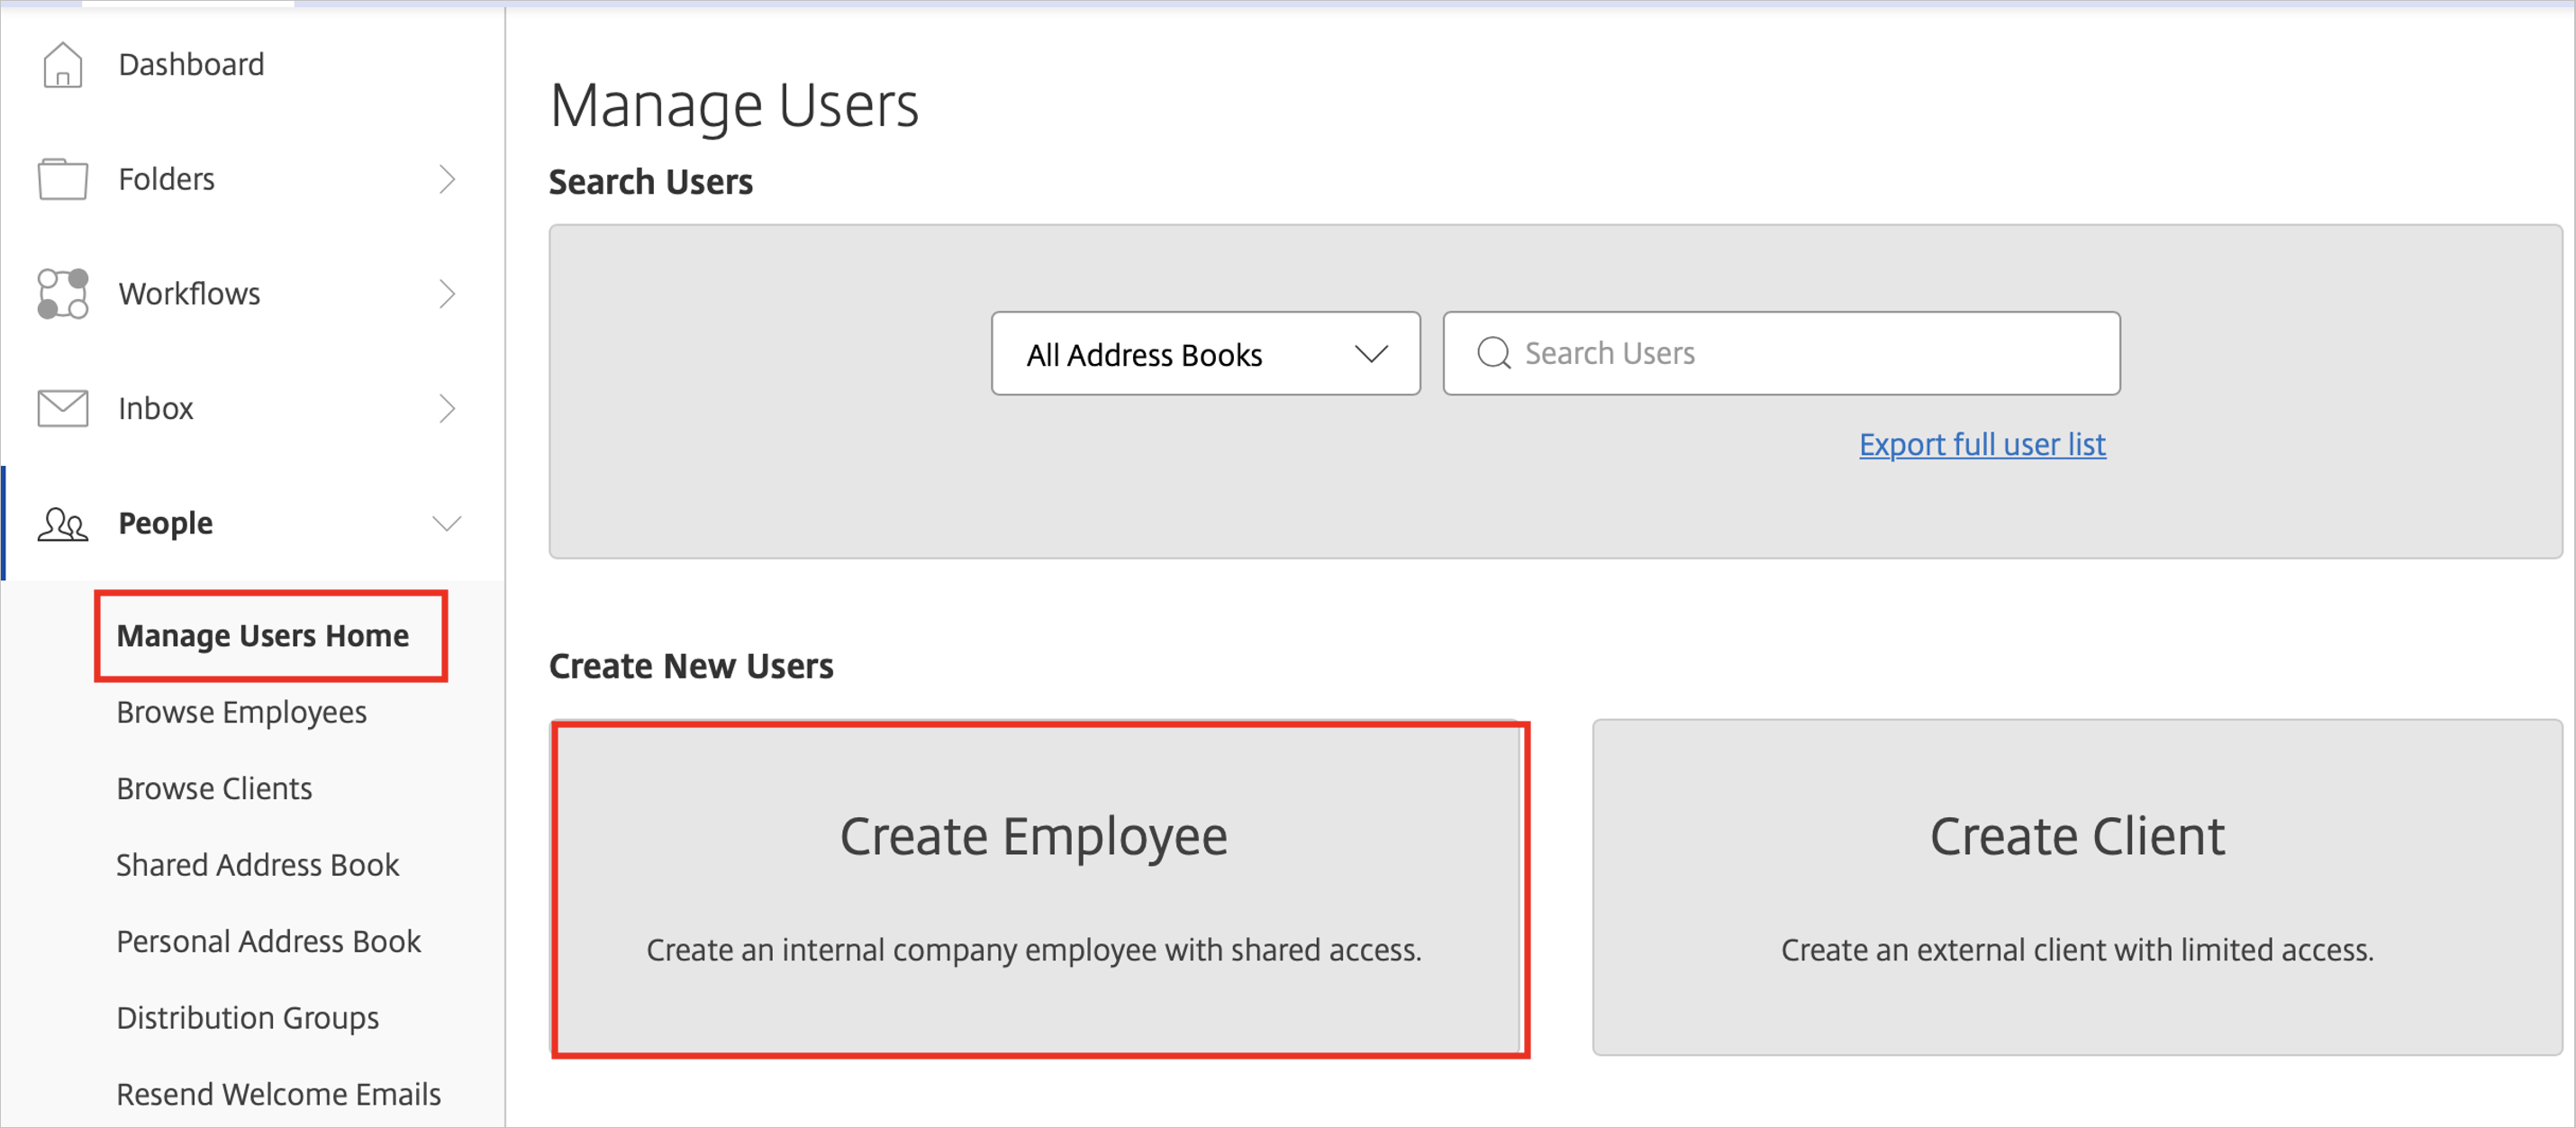 Dashboard
Folders
Workflows
Inbox
People
Manage Users Home
Browse Employees
Browse Clients
Shared Address Book
Personal Address Book
Distribution Groups
Resend Welcome Emails
Manage Users
Search Users
All Address Books
Search Users
Export full user list
Create New Users
Create Employee
Create an internal company employee with shared access.
Create Client
Create an external client with limited access.